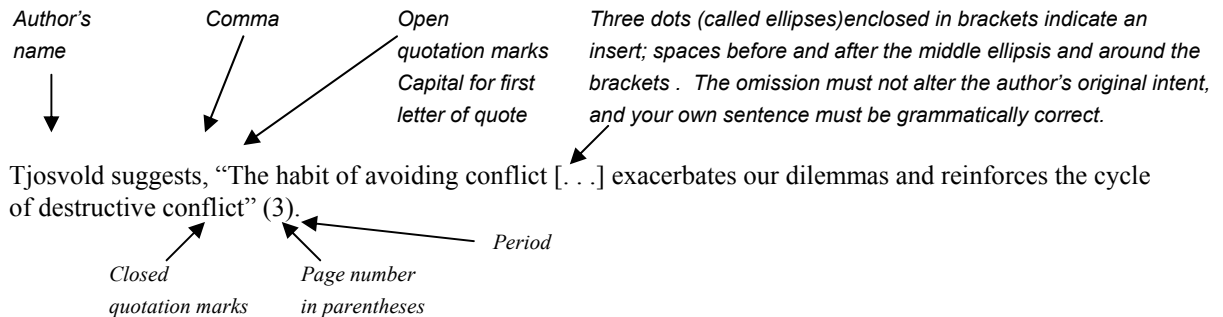 Author's
name
Comma
Open
quotation marks
Capital for first
letter of quote
Three dots (called ellipses)enclosed in brackets indicate an
insert; spaces before and after the middle ellipsis and around the
brackets . The omission must not alter the author's original intent,
and your own sentence must be grammatically correct.
Tjosvold suggests, “The habit of avoiding conflict [. . .] exacerbates our dilemmas and reinforces the cycle
of destructive conflict” (3).
Period
Closed
quotation marks
Page number
in parentheses